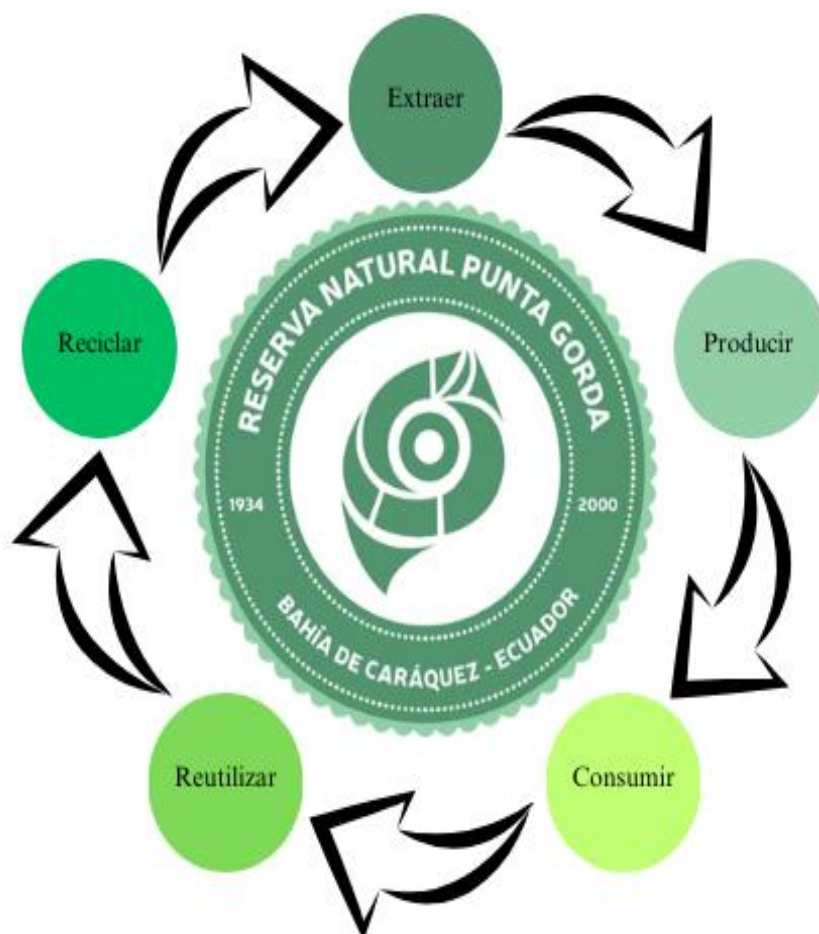 Extraer
Producir
Consumir
Reutilizar
Reciclar
RESERVA NATURAL PUNTA GORDA
1934
2000
BAHÍA DE CARÁQUEZ - ECUADOR